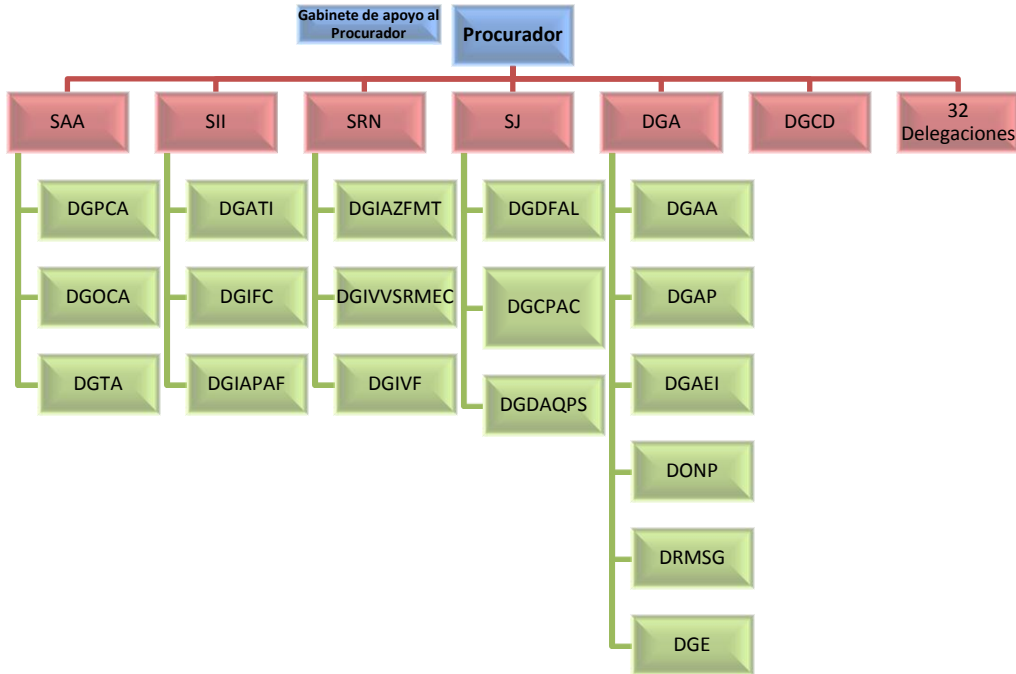 Gabinete de apoyo al
Procurador
Procurador
SAA
SII
SRN
SJ
DGA
DGCD
32
Delegaciones
DGPCA
DGATI
DGIAZFMT
DGDFAL
DGAA
DGOCA
DGIFC
DGIVVSRMEC
DGCPAC
DGAP
DGTA
DGIAPAF
DGIVF
DGDAQPS
DGAEI
DONP
DRMSG
DGE